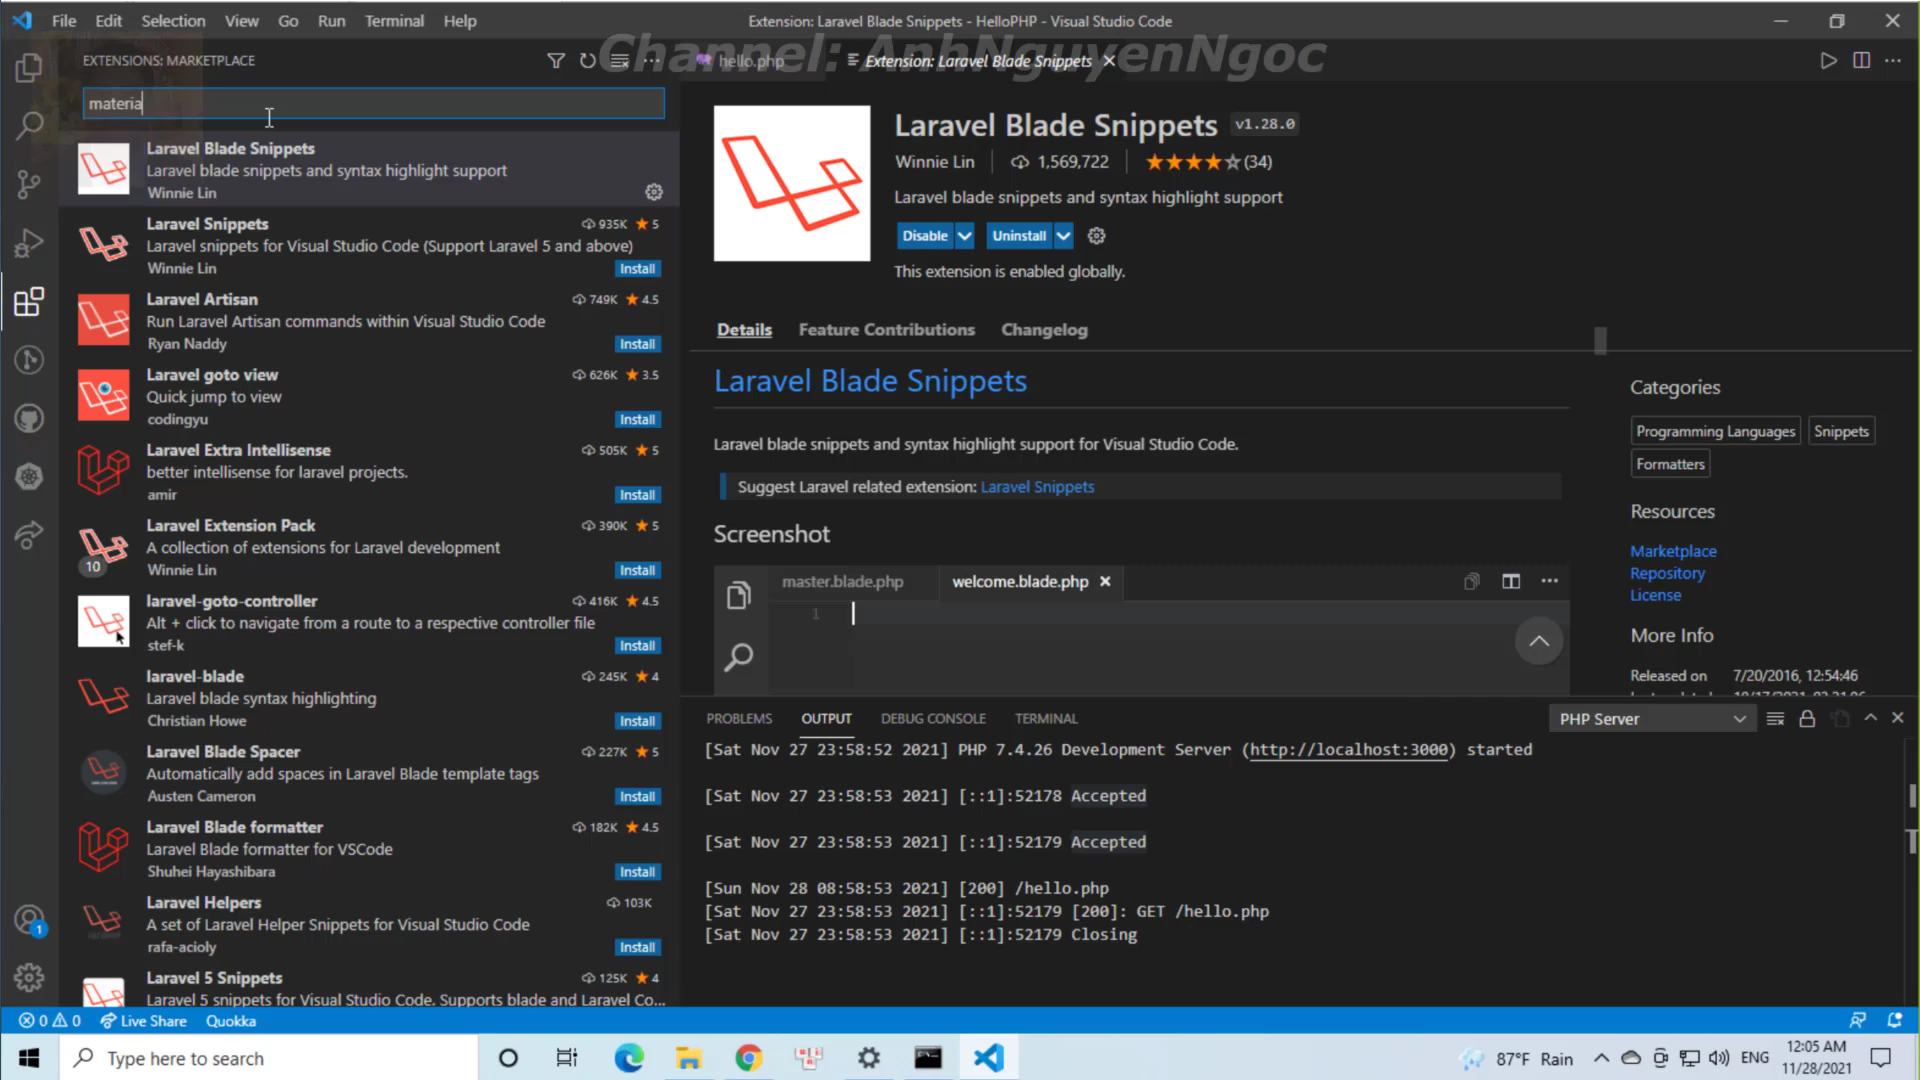 File Edit Selection View Go Run Terminal Help
Extension: Laravel Blade Snippets - HelloPHP - Visual Studio Code
Channel: AnhNguyenNgoc
EXTENSIONS: MARKETPLACE
hello.php
Extension: Laravel Blade Snippets
materia
Laravel Blade Snippets
Laravel blade snippets and syntax highlight support
Winnie Lin
Laravel Snippets 935K 5
Laravel snippets for Visual Studio Code (Support Laravel 5 and above)
Winnie Lin Install
Laravel Artisan 749K 4.5
Run Laravel Artisan commands within Visual Studio Code
Ryan Naddy Install
Laravel goto view 626K 3.5
Quick jump to view
codingyu Install
Laravel Extra Intellisense 505K 5
better intellisense for laravel projects.
amir Install
Laravel Extension Pack 390K 5
A collection of extensions for Laravel development
10
Winnie Lin Install
laravel-goto-controller 416K 4.5
Alt + click to navigate from a route to a respective controller file
stef-k Install
laravel-blade 245K 4
Laravel blade syntax highlighting
Christian Howe Install
Laravel Blade Spacer 227K 5
Automatically add spaces in Laravel Blade template tags
Austen Cameron Install
Laravel Blade formatter 182K 4.5
Laravel Blade formatter for VSCode
Shuhei Hayashibara Install
Laravel Helpers 103K
A set of Laravel Helper Snippets for Visual Studio Code
rafa-acioly Install
Laravel 5 Snippets 125K 4
Laravel 5 snippets for Visual Studio Code. Supports blade and Laravel Co...
Laravel Blade Snippets v1.28.0
Winnie Lin 1,569,722 (34)
Laravel blade snippets and syntax highlight support
Disable Uninstall
This extension is enabled globally.
Details Feature Contributions Changelog
Laravel Blade Snippets
Laravel blade snippets and syntax highlight support for Visual Studio Code.
Suggest Laravel related extension: Laravel Snippets
Screenshot
master.blade.php welcome.blade.php
1
Categories
Programming Languages Snippets
Formatters
Resources
Marketplace
Repository
License
More Info
Released on 7/20/2016, 12:54:46
PROBLEMS OUTPUT DEBUG CONSOLE TERMINAL PHP Server
[Sat Nov 27 23:58:52 2021] PHP 7.4.26 Development Server (http://localhost:3000) started
[Sat Nov 27 23:58:53 2021] [::1]:52178 Accepted
[Sat Nov 27 23:58:53 2021] [::1]:52179 Accepted
[Sun Nov 28 08:58:53 2021] [200] /hello.php
[Sat Nov 27 23:58:53 2021] [::1]:52179 [200]: GET /hello.php
[Sat Nov 27 23:58:53 2021] [::1]:52179 Closing
1
0 0 Live Share Quokka
Type here to search
87°F Rain
ENG
12:05 AM
11/28/2021